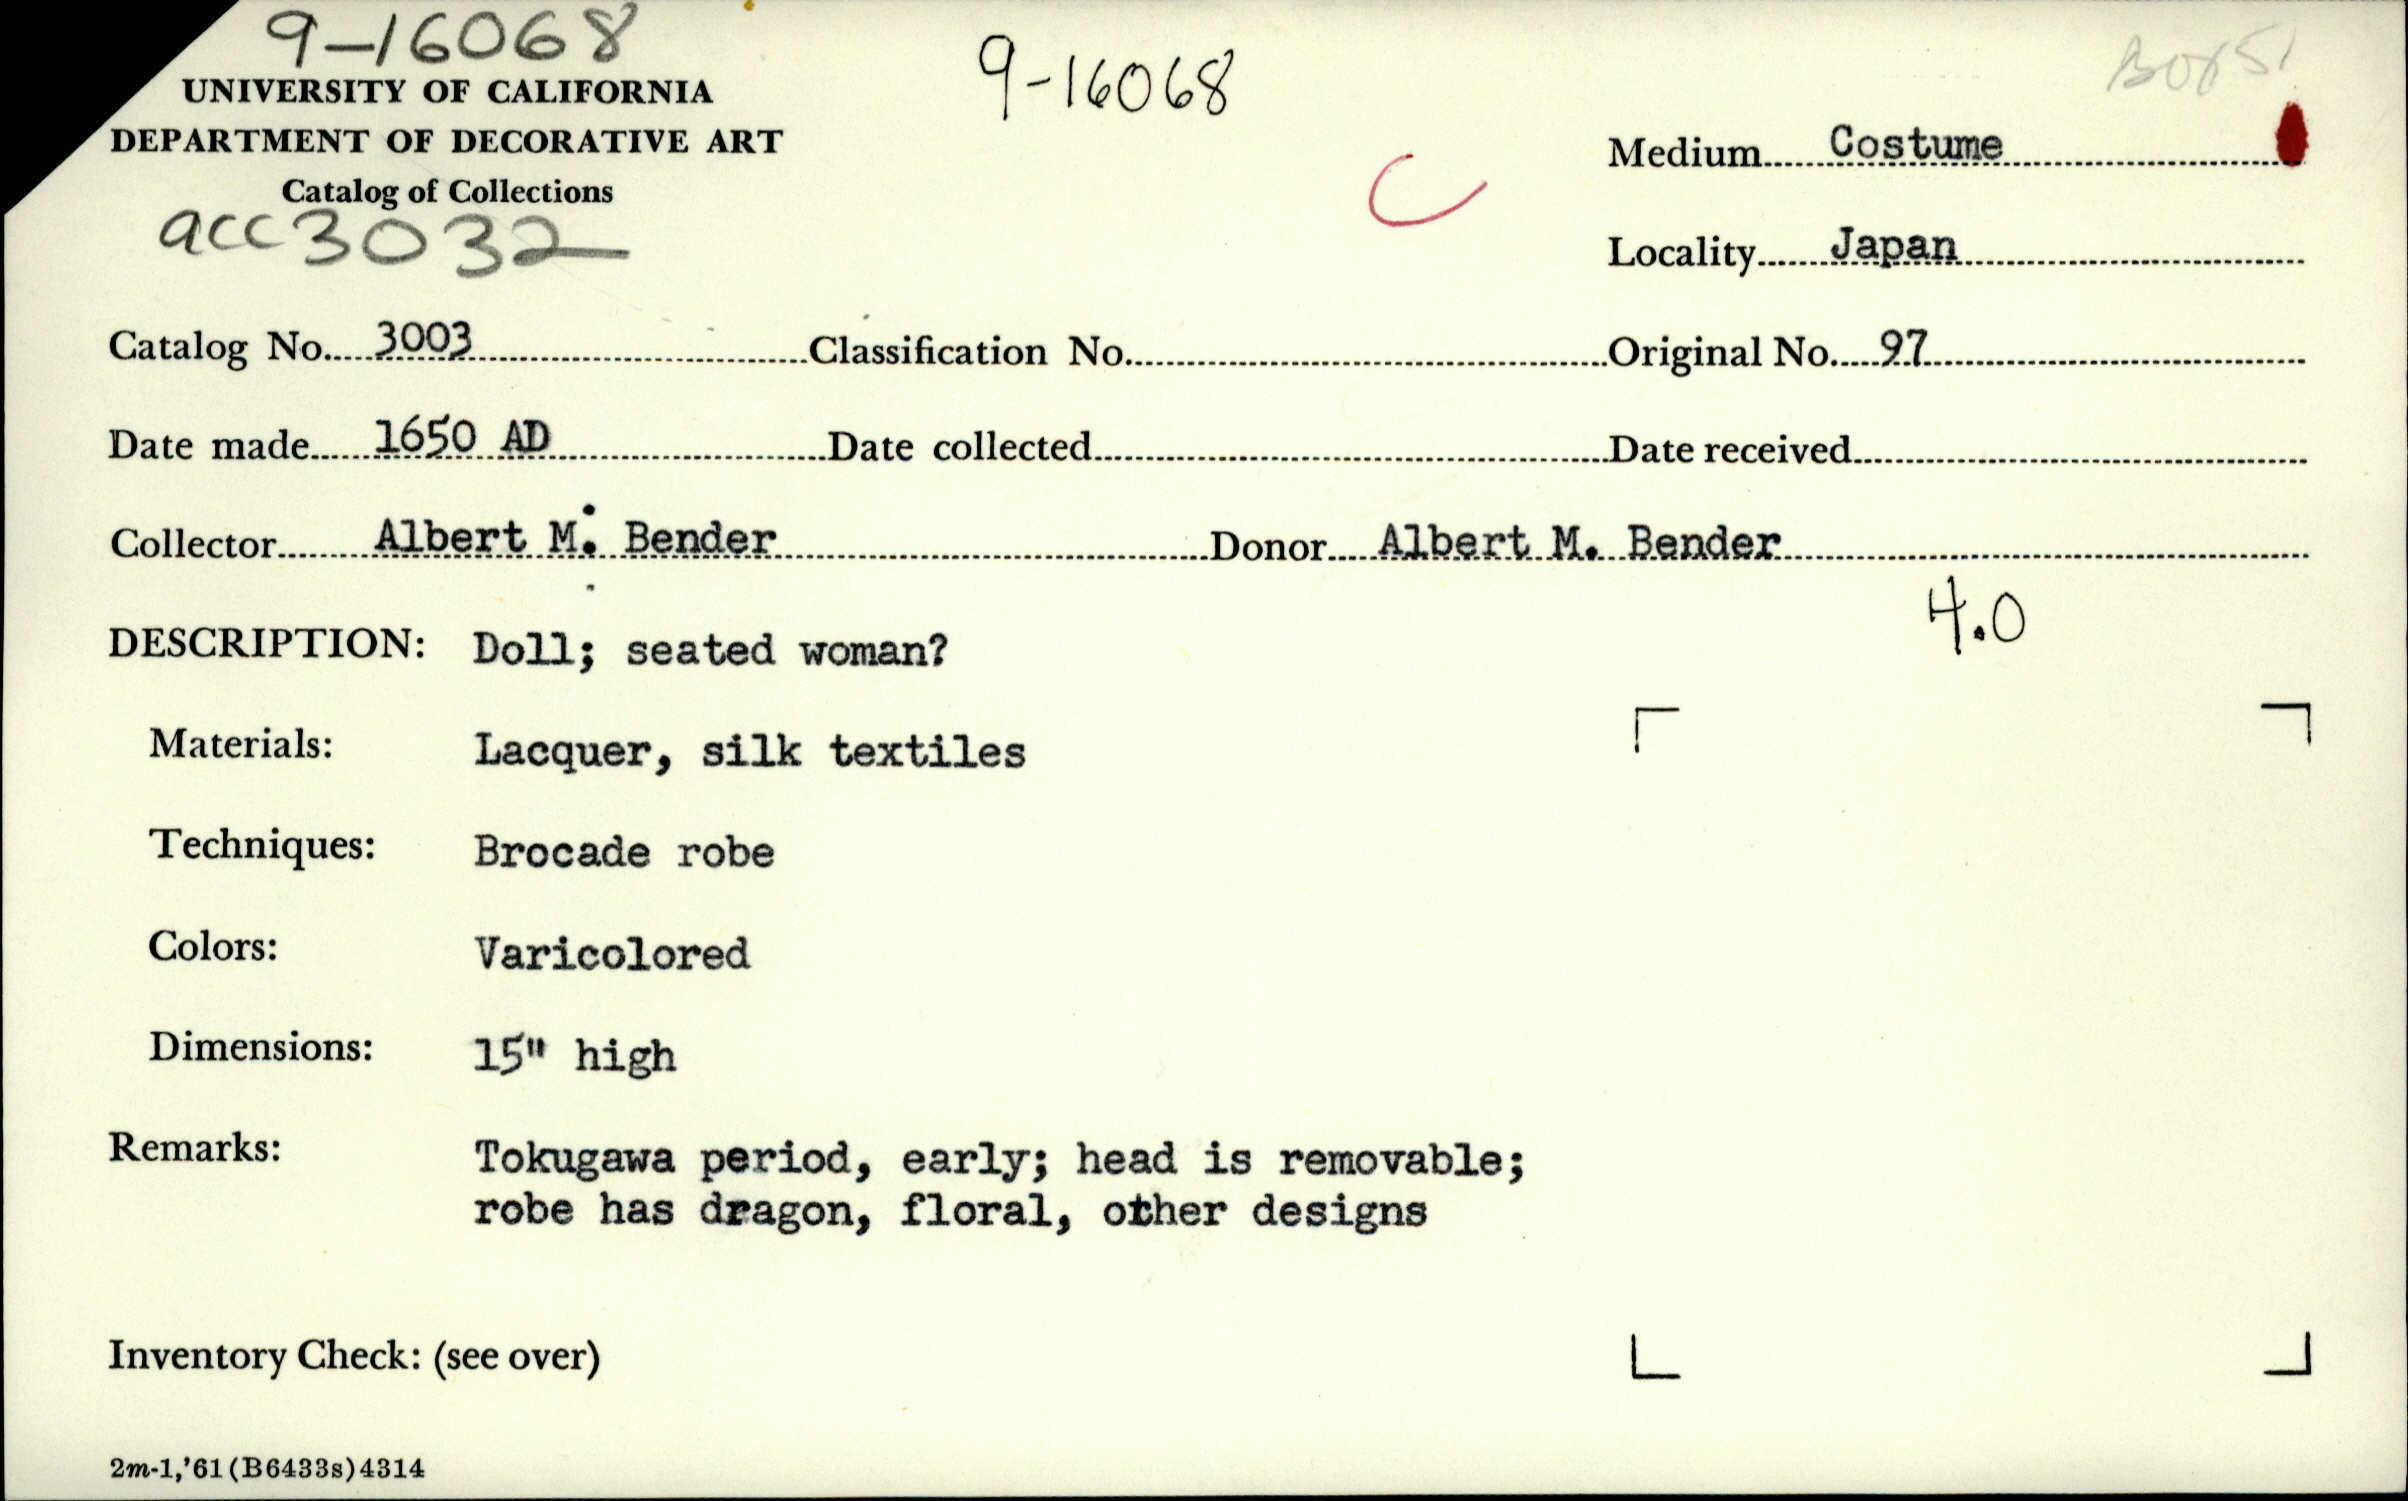 9-16068
UNIVERSITY OF CALIFORNIA
DEPARTMENT OF DECORATIVE ART
Catalog of Collections
acc 3032
9-16068
C
Box 51
Medium Costume
Locality Japan
Catalog No. 3003 Classification No. Original No. 97
Date made 1650 AD Date collected Date received
Collector Albert M. Bender Donor Albert M. Bender
4.0
DESCRIPTION: Doll; seated woman?
Materials: Lacquer, silk textiles
Techniques: Brocade robe
Colors: Varicolored
Dimensions: 15" high
Remarks: Tokugawa period, early; head is removable;
robe has dragon, floral, other designs
Inventory Check: (see over)
2m-1,'61(B6433s)4314